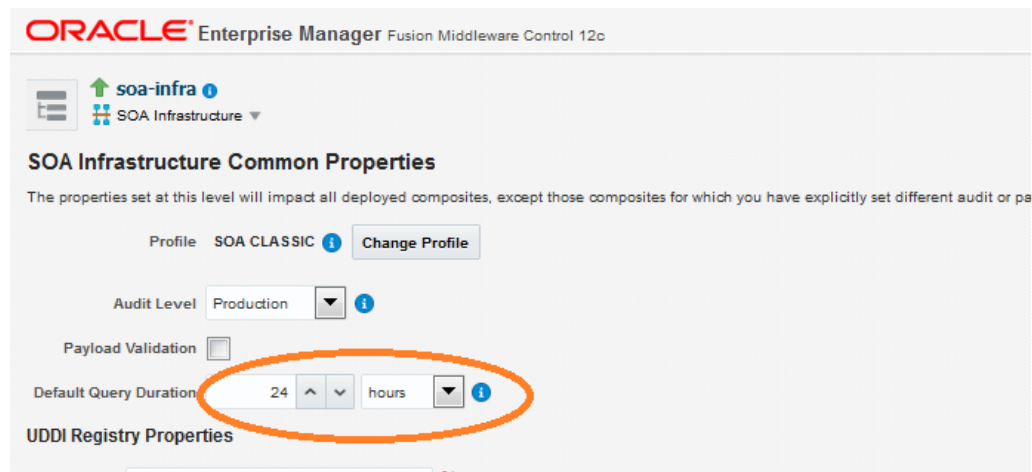 ORACLE Enterprise Manager Fusion Middleware Control 12c
soa-infra
SOA Infrastructure
SOA Infrastructure Common Properties
The properties set at this level will impact all deployed composites, except those composites for which you have explicitly set different audit or pa
Profile SOA CLASSIC Change Profile
Audit Level Production
Payload Validation
Default Query Duration 24 hours
UDDI Registry Properties